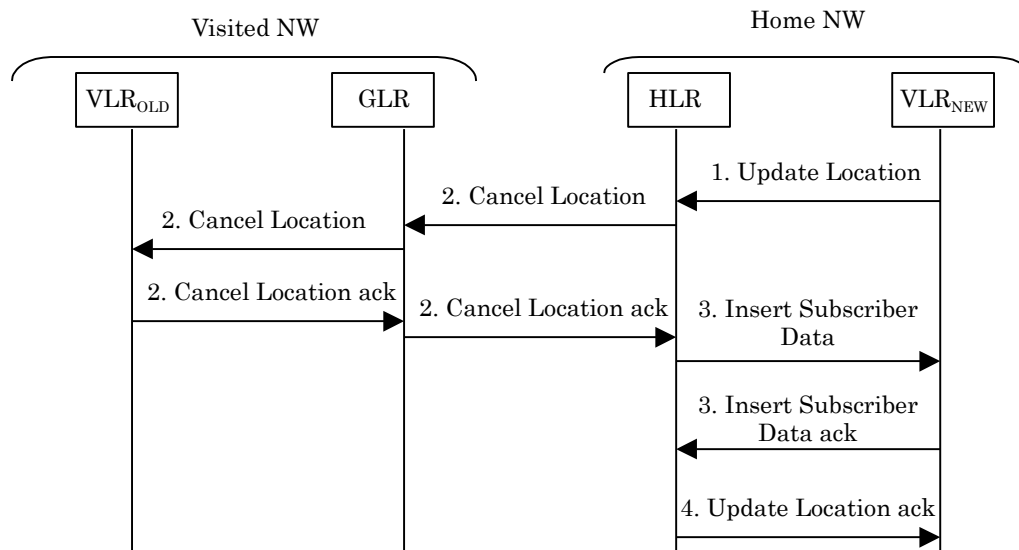 Visited NW
Home NW
VLR_OLD
GLR
HLR
VLR_NEW
1. Update Location
2. Cancel Location
2. Cancel Location
2. Cancel Location ack
2. Cancel Location ack
3. Insert Subscriber
Data
3. Insert Subscriber
Data ack
4. Update Location ack